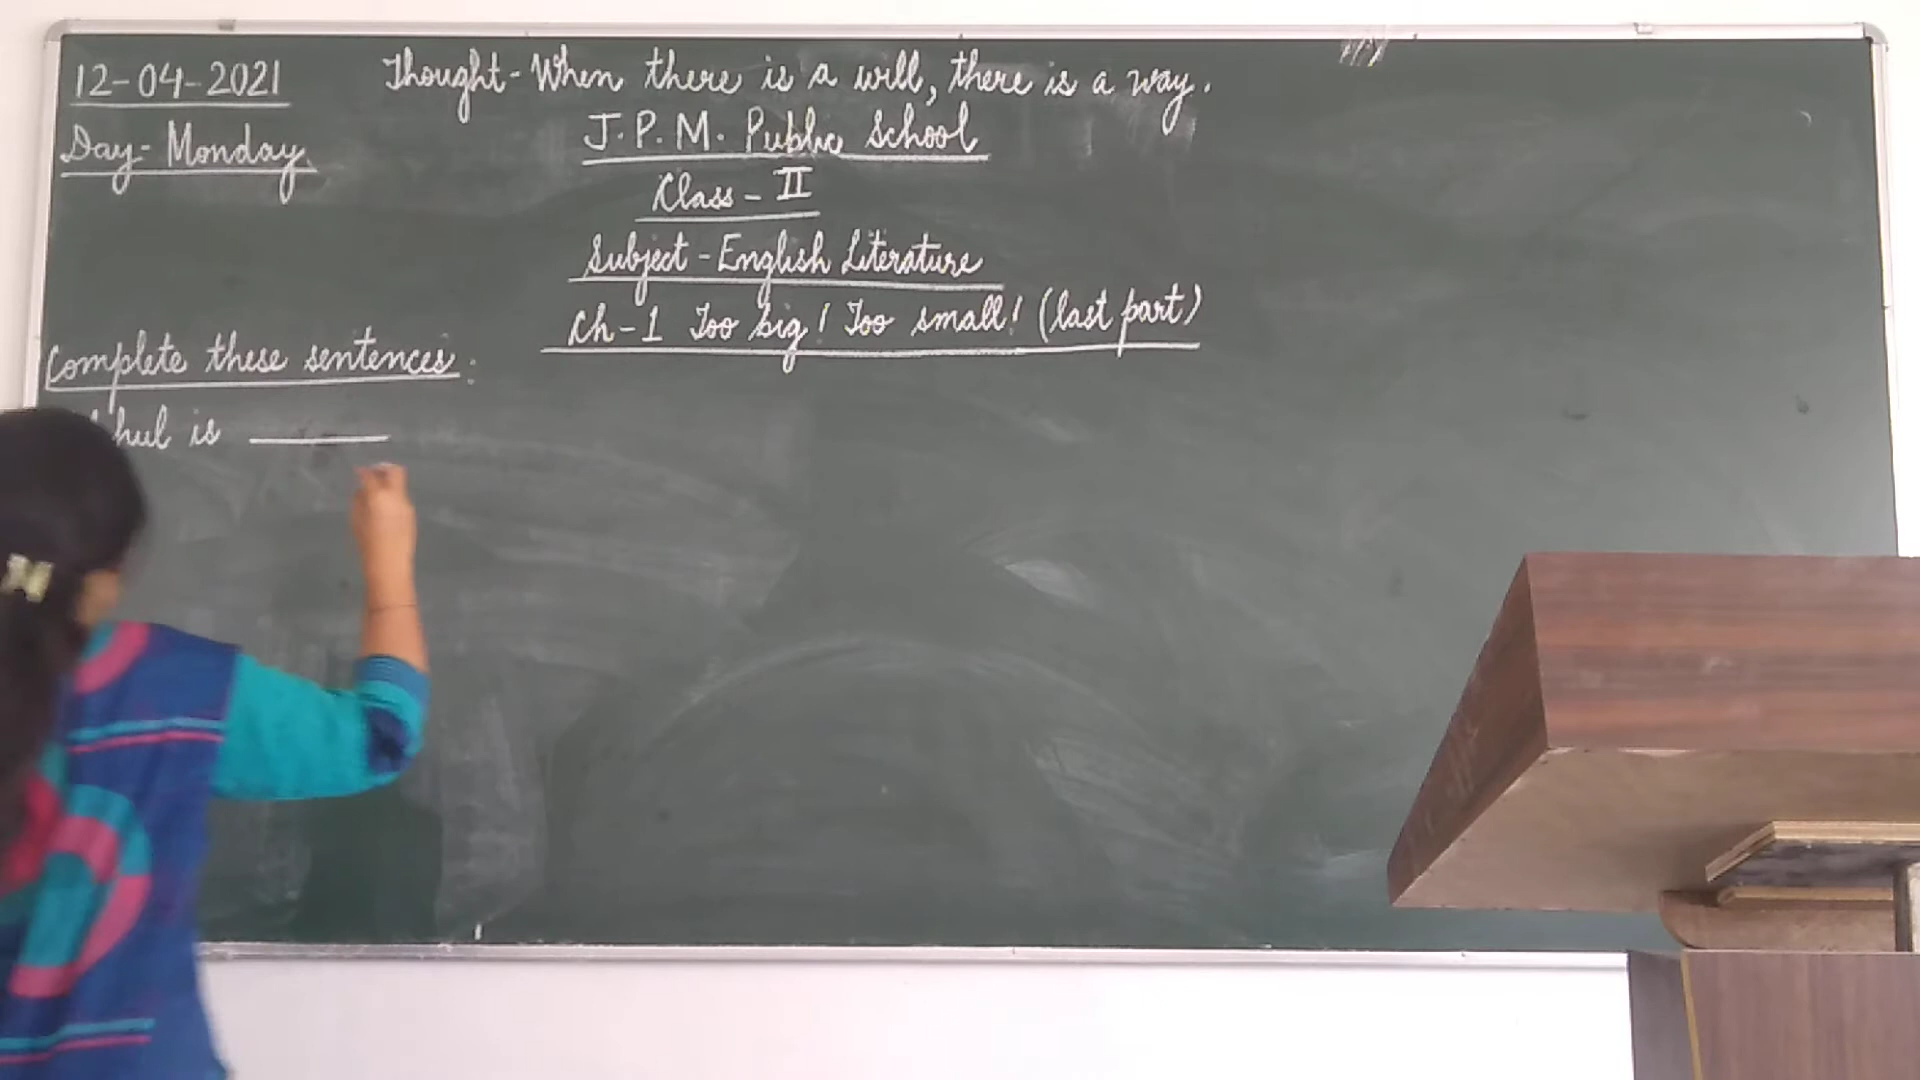 12-04-2021
Thought - When there is a will, there is a way.
Day - Monday
J.P.M. Public School
Class - II
Subject - English Literature
Ch-1 Too big! Too small! (last part)
Complete these sentences:
is ______